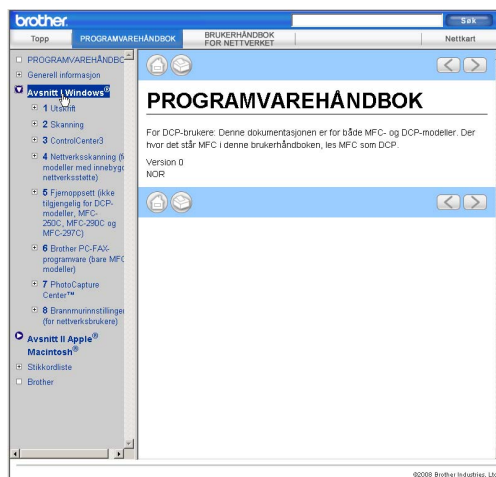 brother.
Søk
Topp
PROGRAMVAREHÅNDBOK
BRUKERHÅNDBOK
FOR NETTVERKET
Nettkart
PROGRAMVAREHÅNDBO
Generell informasjon
Avsnitt I Windows®
1 Utskrift
2 Skanning
3 ControlCenter3
4 Nettverksskanning (fo
modeller med innebygd
nettverksstøtte)
5 Fjernoppsett (ikke
tilgjengelig for DCP-
modeller, MFC-
250C, MFC-290C og
MFC-297C)
6 Brother PC-FAX-
programvare (bare MFC
modeller)
7 PhotoCapture
Center™
8 Brannmurinnstillinger
(for nettverksbrukere)
Avsnitt II Apple®
Macintosh®
Stikkordliste
Brother
PROGRAMVAREHÅNDBOK
For DCP-brukere: Denne dokumentasjonen er for både MFC- og DCP-modeller. Der
hvor det står MFC i denne brukerhåndboken, les MFC som DCP.
Version 0
NOR
©2008 Brother Industries, Ltd